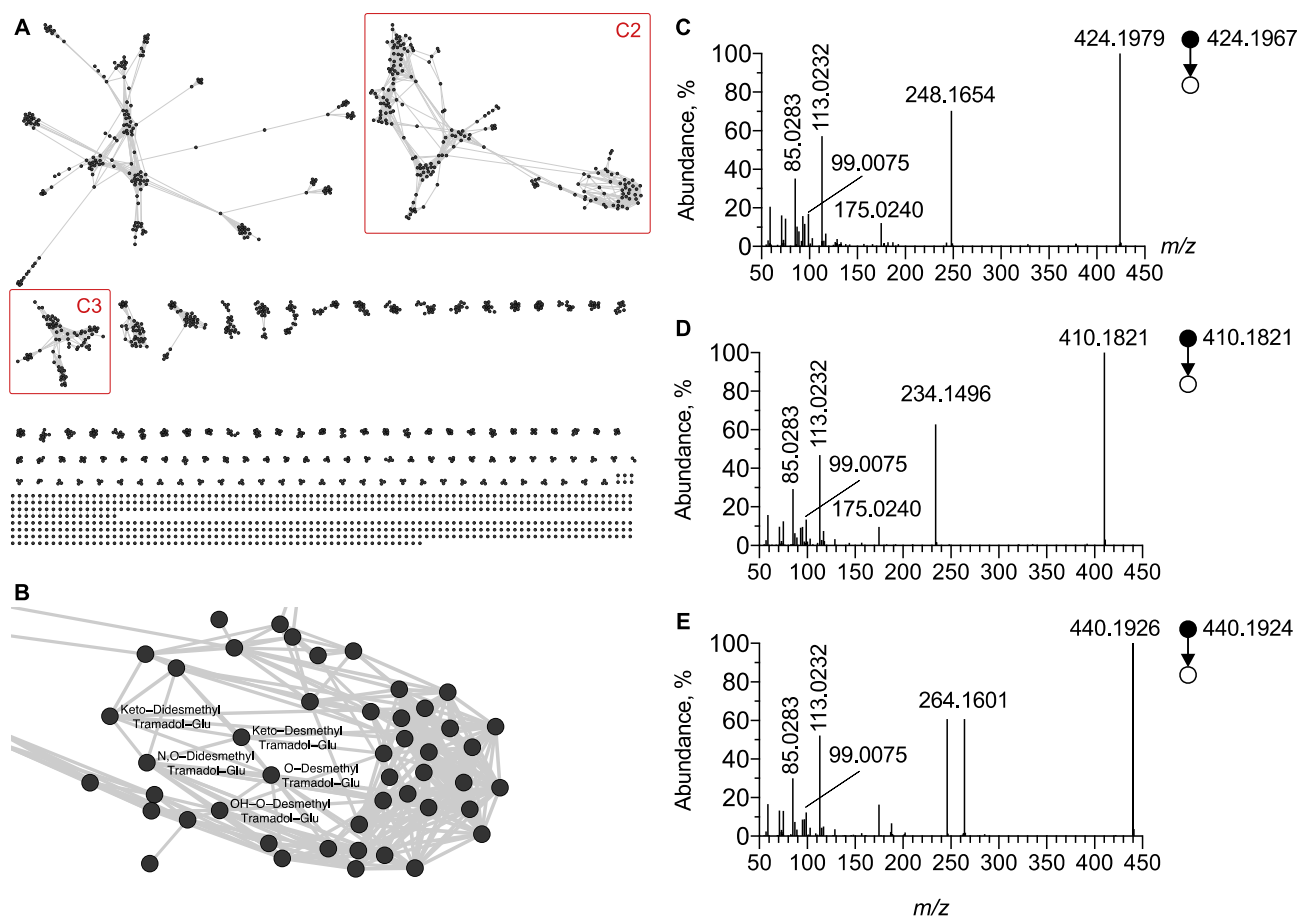 A
C2
C3
B
Keto–Didesmethyl
Tramadol–Glu
Keto–Desmethyl
Tramadol–Glu
N,O–Didesmethyl
Tramadol–Glu
O–Desmethyl
Tramadol–Glu
OH–O–Desmethyl
Tramadol–Glu
C
424.1979
424.1967
100
80
60
40
20
0
Abundance, %
85.0283
113.0232
99.0075
175.0240
248.1654
50 100 150 200 250 300 350 400 450
m/z
D
410.1821
410.1821
100
80
60
40
20
0
Abundance, %
85.0283
113.0232
99.0075
175.0240
234.1496
50 100 150 200 250 300 350 400 450
E
440.1926
440.1924
100
80
60
40
20
0
Abundance, %
85.0283
113.0232
99.0075
264.1601
50 100 150 200 250 300 350 400 450
m/z